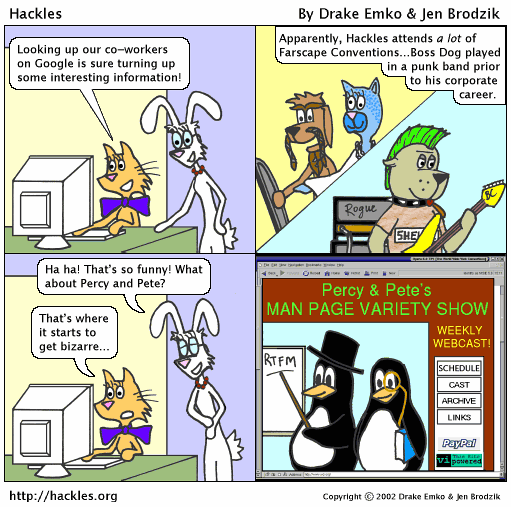 Hackles
By Drake Emko & Jen Brodzik
Looking up our co-workers
on Google is sure turning up
some interesting information!
Apparently, Hackles attends a lot of
Farscape Conventions...Boss Dog played
in a punk band prior
to his corporate
career.
Rogue
SHE
BC
Ha ha! That's so funny! What
about Percy and Pete?
That's where
it starts to
get bizarre...
Percy & Pete's
MAN PAGE VARIETY SHOW
RTFM
WEEKLY
WEBCAST!
SCHEDULE
CAST
ARCHIVE
LINKS
PayPal
vi
powered
http://hackles.org
Copyright © 2002 Drake Emko & Jen Brodzik